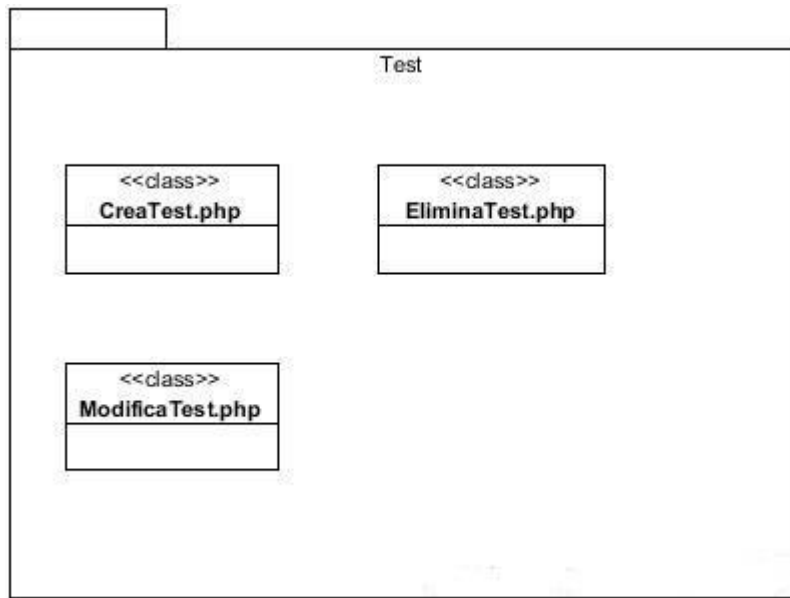 Test
<<class>>
CreaTest.php
<<class>>
EliminaTest.php
<<class>>
ModificaTest.php